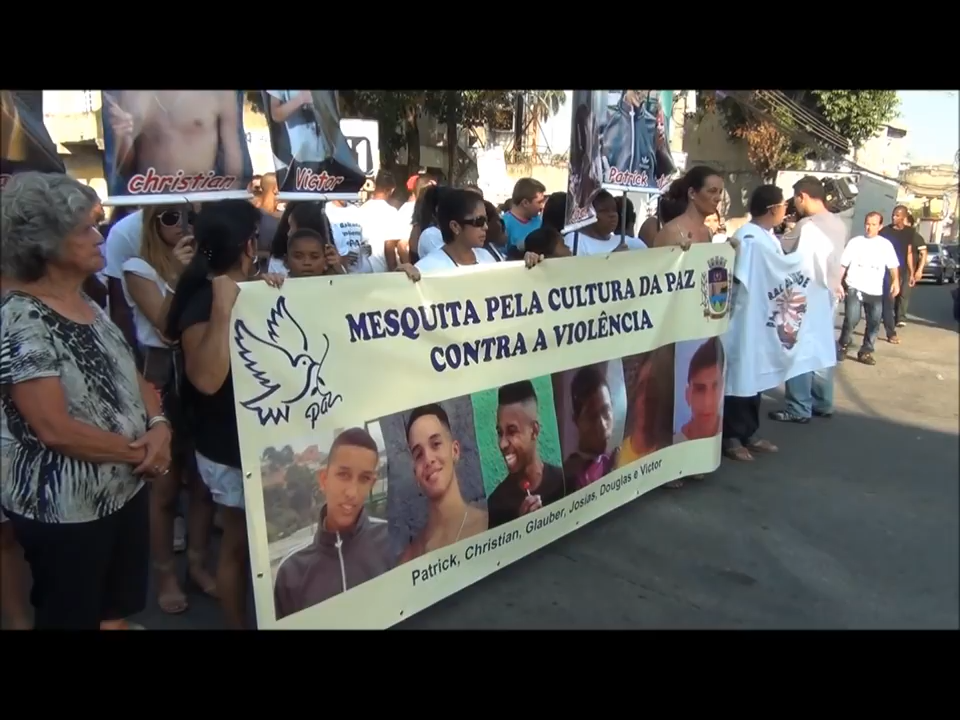 Christian
Victor
Patrick
MESQUITA PELA CULTURA DA PAZ
CONTRA A VIOLÊNCIA
paz
Patrick, Christian, Glauber, Josias, Douglas e Victor